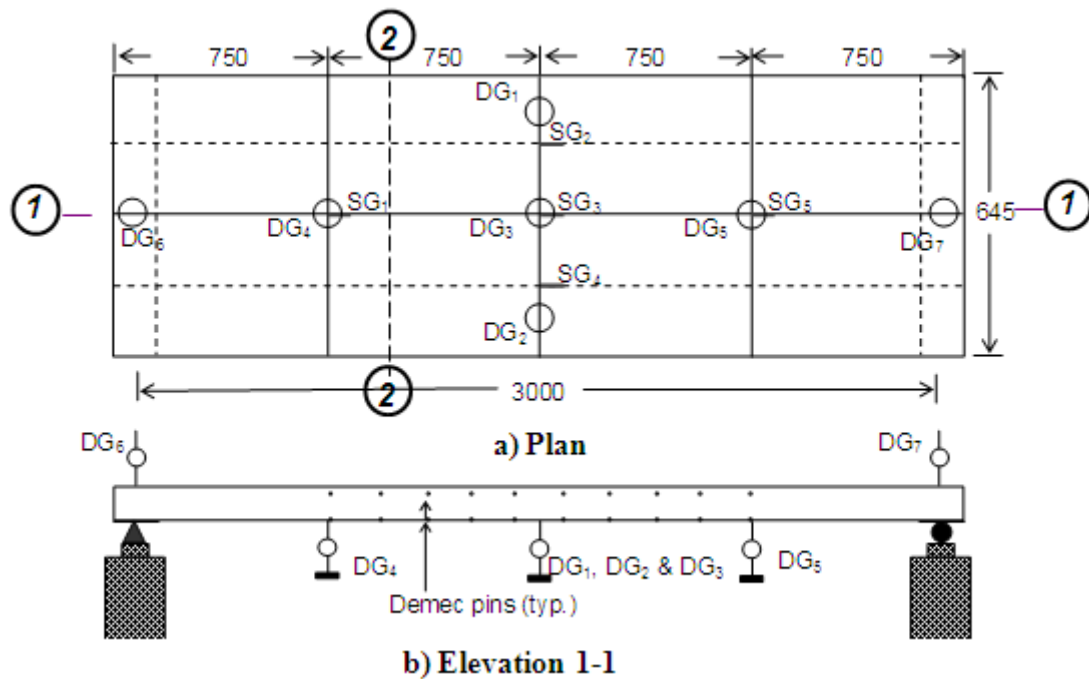 2
750 750 750 750
DG₁
SG₂
1 SG₁ SG₃ SG₅ 645 1
DG₆ DG₄ DG₃ DG₅ DG₇
SG₄
DG₂
2 3000
a) Plan
DG₆ DG₇
DG₄ DG₁, DG₂ & DG₃ DG₅
Demec pins (typ.)
b) Elevation 1-1